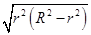 √(r²(R² − r²))